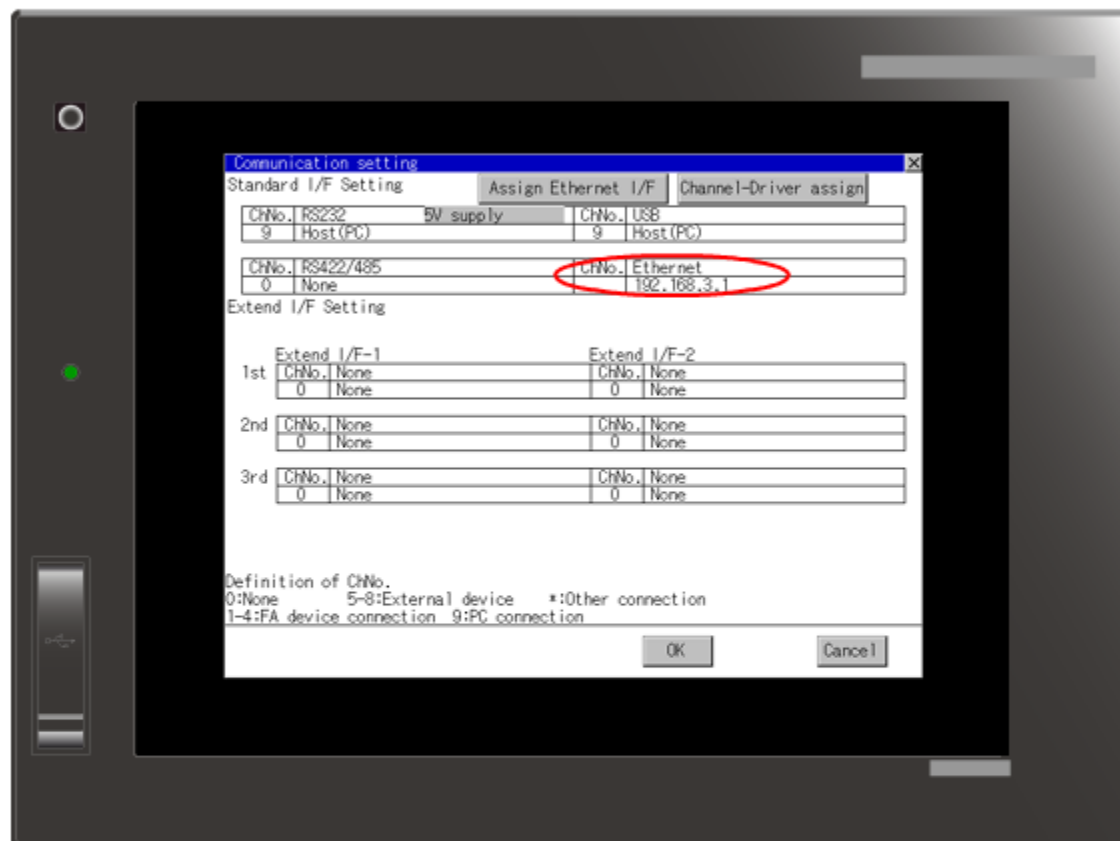 Communication setting
Standard I/F Setting Assign Ethernet I/F Channel-Driver assign
ChNo. RS232 5V supply ChNo. USB
9 Host(PC) 9 Host(PC)
ChNo. RS422/485 ChNo. Ethernet
0 None 192.168.3.1
Extend I/F Setting
Extend I/F-1 Extend I/F-2
1st ChNo. None ChNo. None
0 None 0 None
2nd ChNo. None ChNo. None
0 None 0 None
3rd ChNo. None ChNo. None
0 None 0 None
Definition of ChNo.
0:None 5-8:External device *:Other connection
1-4:FA device connection 9:PC connection
OK Cancel